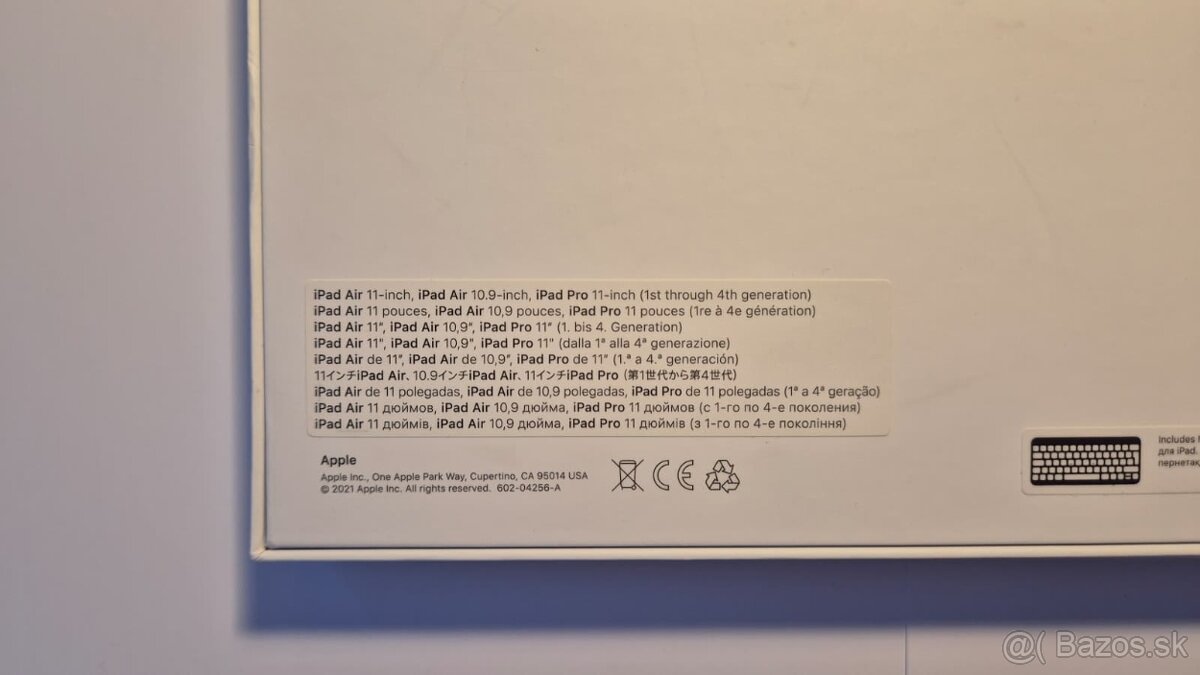 iPad Air 11-inch, iPad Air 10.9-inch, iPad Pro 11-inch (1st through 4th generation)
iPad Air 11 pouces, iPad Air 10,9 pouces, iPad Pro 11 pouces (1re à 4e génération)
iPad Air 11″, iPad Air 10,9″, iPad Pro 11″ (1. bis 4. Generation)
iPad Air 11", iPad Air 10,9", iPad Pro 11" (dalla 1ª alla 4ª generazione)
iPad Air de 11″, iPad Air de 10,9″, iPad Pro de 11″ (1.ª a 4.ª generación)
11インチiPad Air、10.9インチiPad Air、11インチiPad Pro (第1世代から第4世代)
iPad Air de 11 polegadas, iPad Air de 10,9 polegadas, iPad Pro de 11 polegadas (1ª a 4ª geração)
iPad Air 11 дюймов, iPad Air 10,9 дюйма, iPad Pro 11 дюймов (с 1-го по 4-е поколения)
iPad Air 11 дюймів, iPad Air 10,9 дюйма, iPad Pro 11 дюймів (з 1-го по 4-е покоління)
Apple
Apple Inc., One Apple Park Way, Cupertino, CA 95014 USA
© 2021 Apple Inc. All rights reserved. 602-04256-A
CE
Includes
для iPad.
@( Bazos.sk